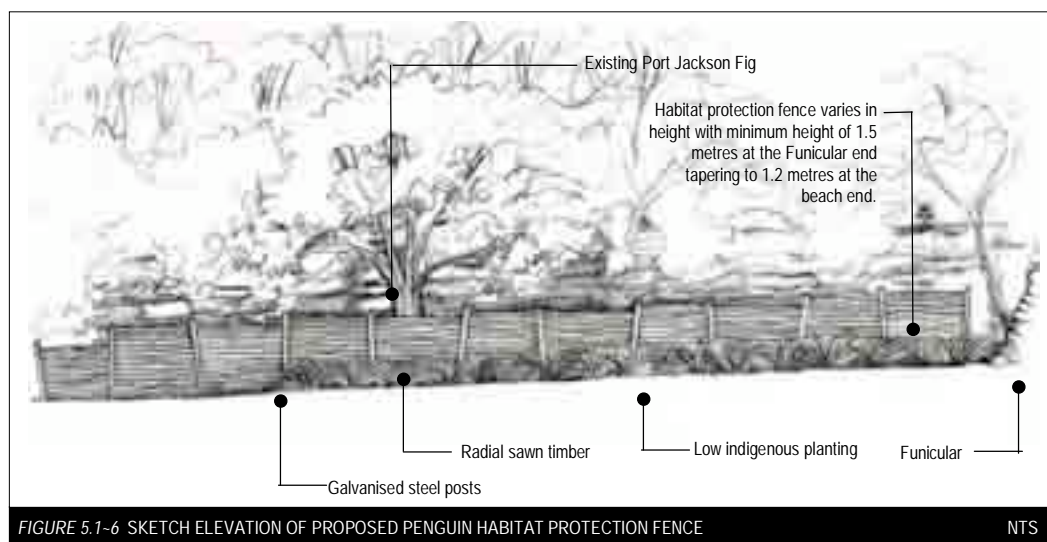 Existing Port Jackson Fig
Habitat protection fence varies in
height with minimum height of 1.5
metres at the Funicular end
tapering to 1.2 metres at the
beach end.
Radial sawn timber
Low indigenous planting
Funicular
Galvanised steel posts
FIGURE 5.1~6 SKETCH ELEVATION OF PROPOSED PENGUIN HABITAT PROTECTION FENCE NTS